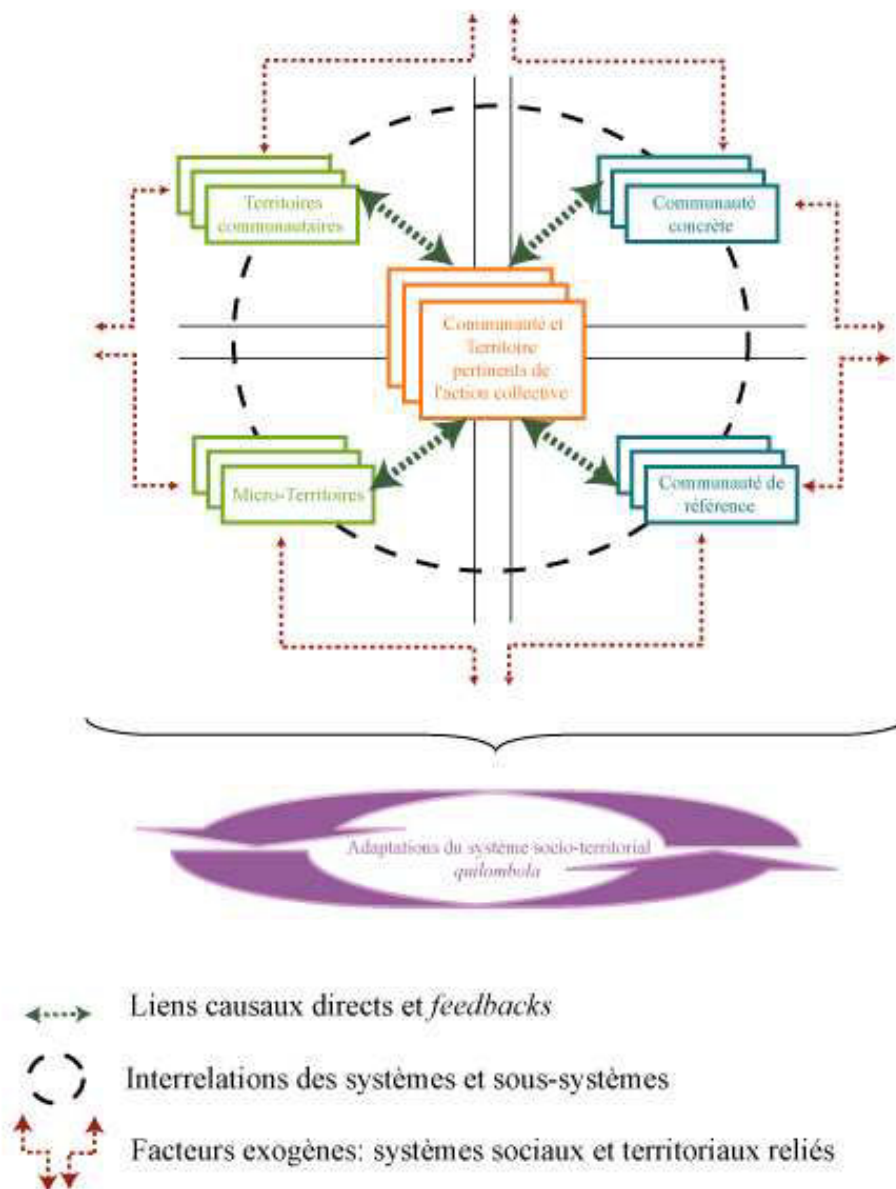 Territoires
communautaires
Communauté
concrète
Communauté et
Territoire
pertinents de
l'action collective
Micro-Territoires
Communauté de
référence
Adaptations du système socio-territorial
quilombola
Liens causaux directs et feedbacks
Interrelations des systèmes et sous-systèmes
Facteurs exogènes: systèmes sociaux et territoriaux reliés